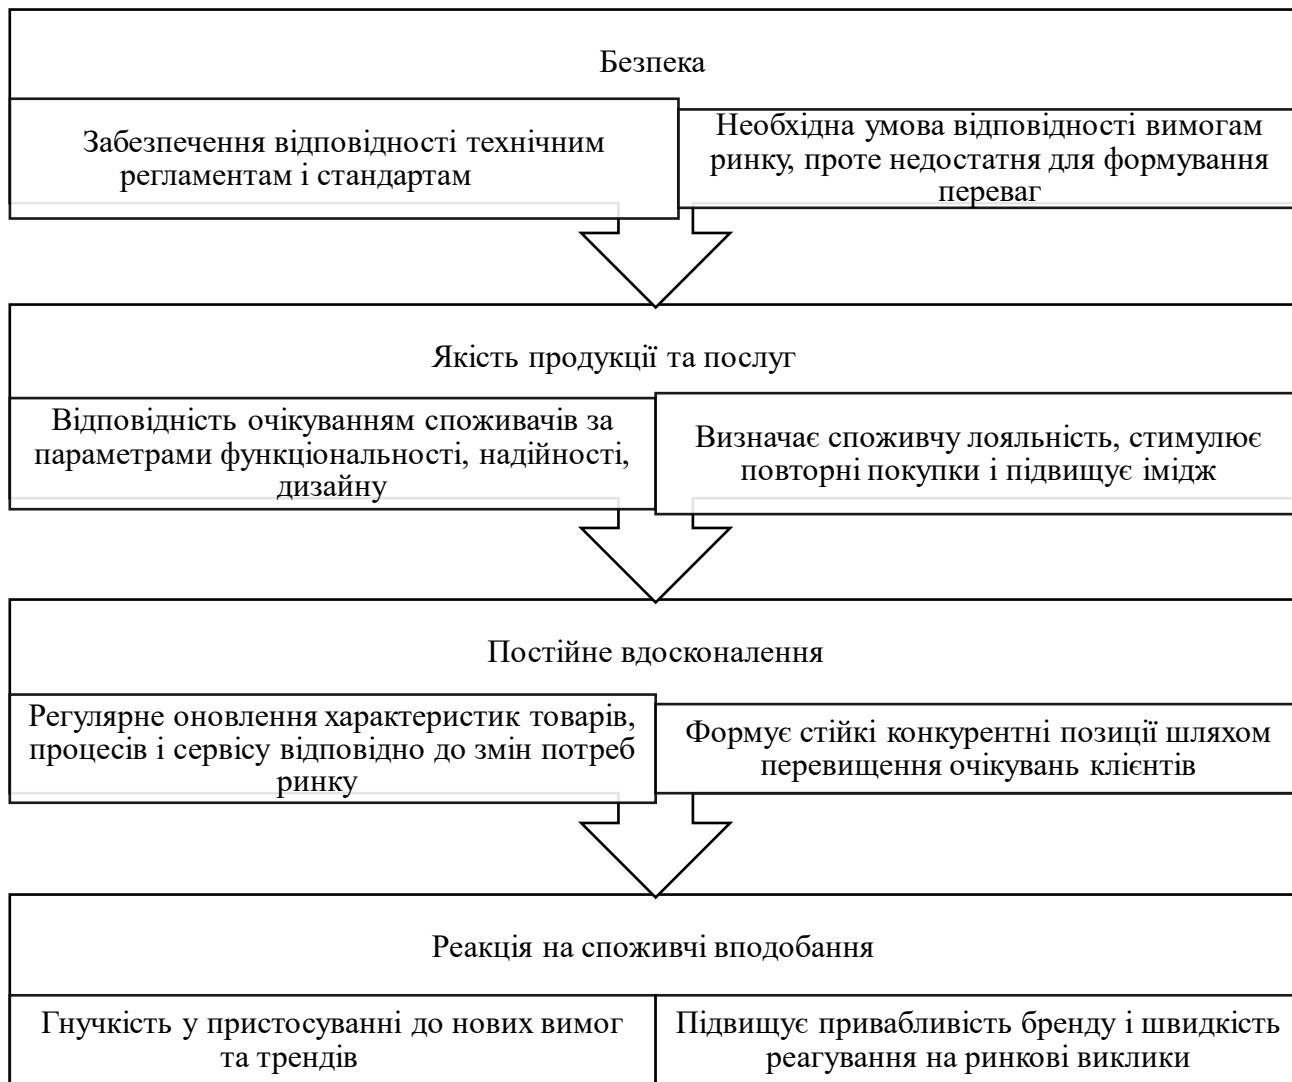 Безпека
Забезпечення відповідності технічним
регламентам і стандартам
Необхідна умова відповідності вимогам
ринку, проте недостатня для формування
переваг
Якість продукції та послуг
Відповідність очікуванням споживачів за
параметрами функціональності, надійності,
дизайну
Визначає споживчу лояльність, стимулює
повторні покупки і підвищує імідж
Постійне вдосконалення
Регулярне оновлення характеристик товарів,
процесів і сервісу відповідно до змін потреб
ринку
Формує стійкі конкурентні позиції шляхом
перевищення очікувань клієнтів
Реакція на споживчі вподобання
Гнучкість у пристосуванні до нових вимог
та трендів
Підвищує привабливість бренду і швидкість
реагування на ринкові виклики